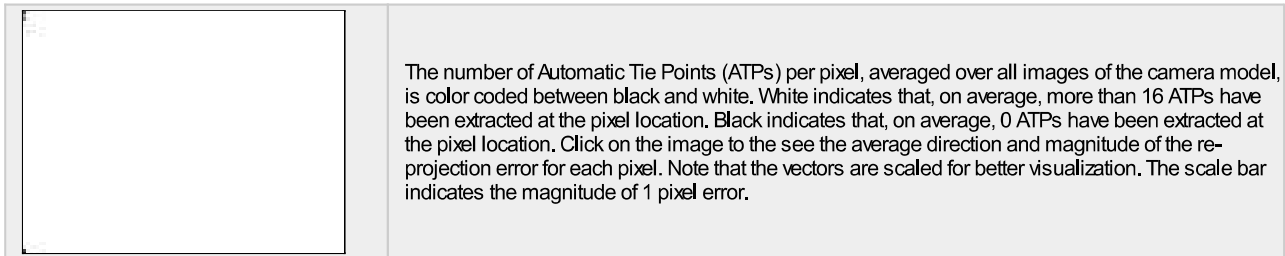 The number of Automatic Tie Points (ATPs) per pixel, averaged over all images of the camera model,
is color coded between black and white. White indicates that, on average, more than 16 ATPs have
been extracted at the pixel location. Black indicates that, on average, 0 ATPs have been extracted at
the pixel location. Click on the image to the see the average direction and magnitude of the re-
projection error for each pixel. Note that the vectors are scaled for better visualization. The scale bar
indicates the magnitude of 1 pixel error.